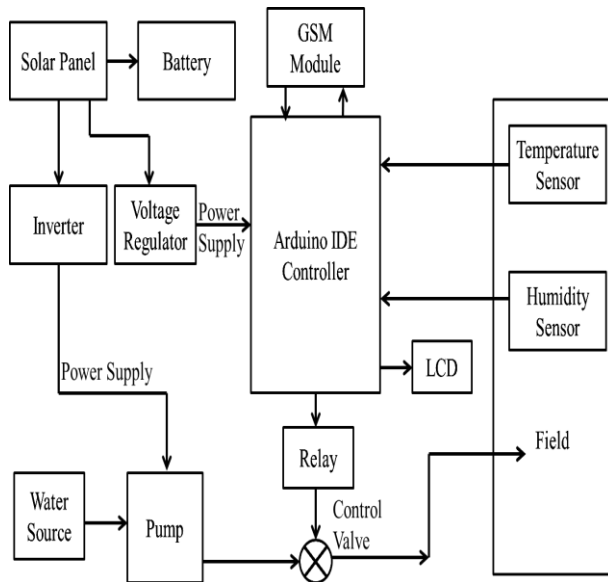 Solar Panel
Battery
GSM
Module
Temperature
Sensor
Inverter
Voltage
Regulator
Power
Supply
Arduino IDE
Controller
Humidity
Sensor
LCD
Power Supply
Relay
Field
Water
Source
Pump
Control
Valve